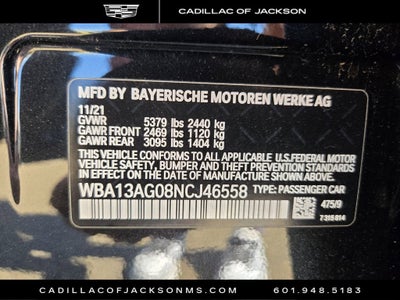 CADILLAC OF JACKSON
MFD BY BAYERISCHE MOTOREN WERKE AG
11/21
GVWR 5379 lbs 2440 kg
GAWR FRONT 2469 lbs 1120 kg
GAWR REAR 3095 lbs 1404 kg
THIS VEHICLE CONFORMS TO ALL APPLICABLE U.S. FEDERAL MOTOR
VEHICLE SAFETY, BUMPER AND THEFT PREVENTION STANDARDS IN
EFFECT ON THE DATE OF MANUFACTURE SHOWN ABOVE.
WBA13AG08NCJ46558 TYPE: PASSENGER CAR
475/9
7315814
CADILLACOFJACKSONMS.COM
601.948.5183